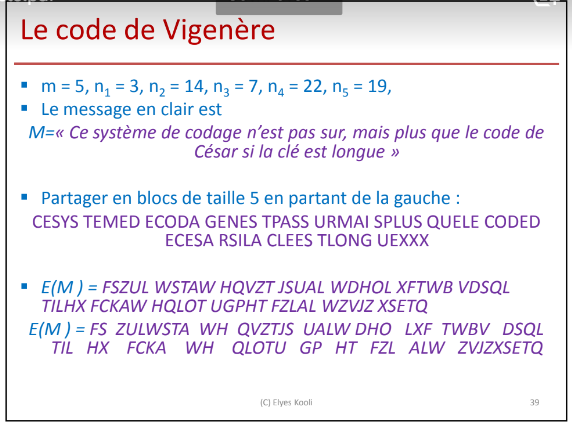 Le code de Vigenère
▪ m = 5, n₁ = 3, n₂ = 14, n₃ = 7, n₄ = 22, n₅ = 19,
▪ Le message en clair est
M=« Ce système de codage n’est pas sur, mais plus que le code de
César si la clé est longue »
▪ Partager en blocs de taille 5 en partant de la gauche :
CESYS TEMED ECODA GENES TPASS URMAI SPLUS QUELE CODED
ECESA RSILA CLEES TLONG UEXXX
▪ E(M ) = FSZUL WSTAW HQVZT JSUAL WDHOL XFTWB VDSQL
TILHX FCKAW HQLOT UGPHT FZLAL WZVJZ XSETQ
E(M ) = FS ZULWSTA WH QVZTJS UALW DHO LXF TWBV DSQL
TIL HX FCKA WH QLOTU GP HT FZL ALW ZVJZXSETQ
(C) Elyes Kooli
39